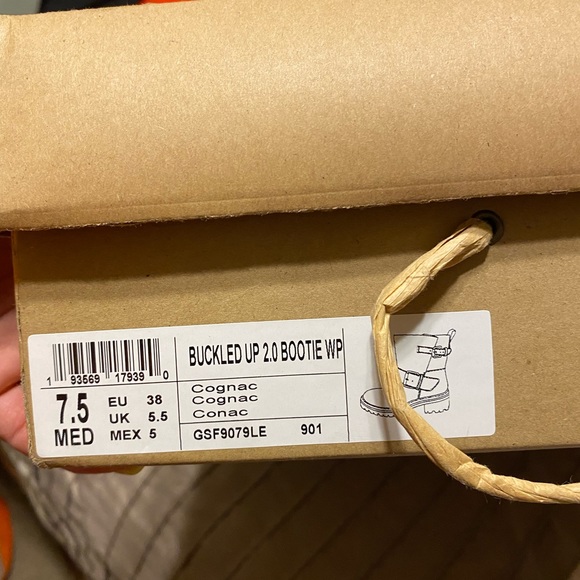 1 93569 17939 0
7.5
MED
EU 38
UK 5.5
MEX 5
BUCKLED UP 2.0 BOOTIE WP
Cognac
Cognac
Conac
GSF9079LE 901